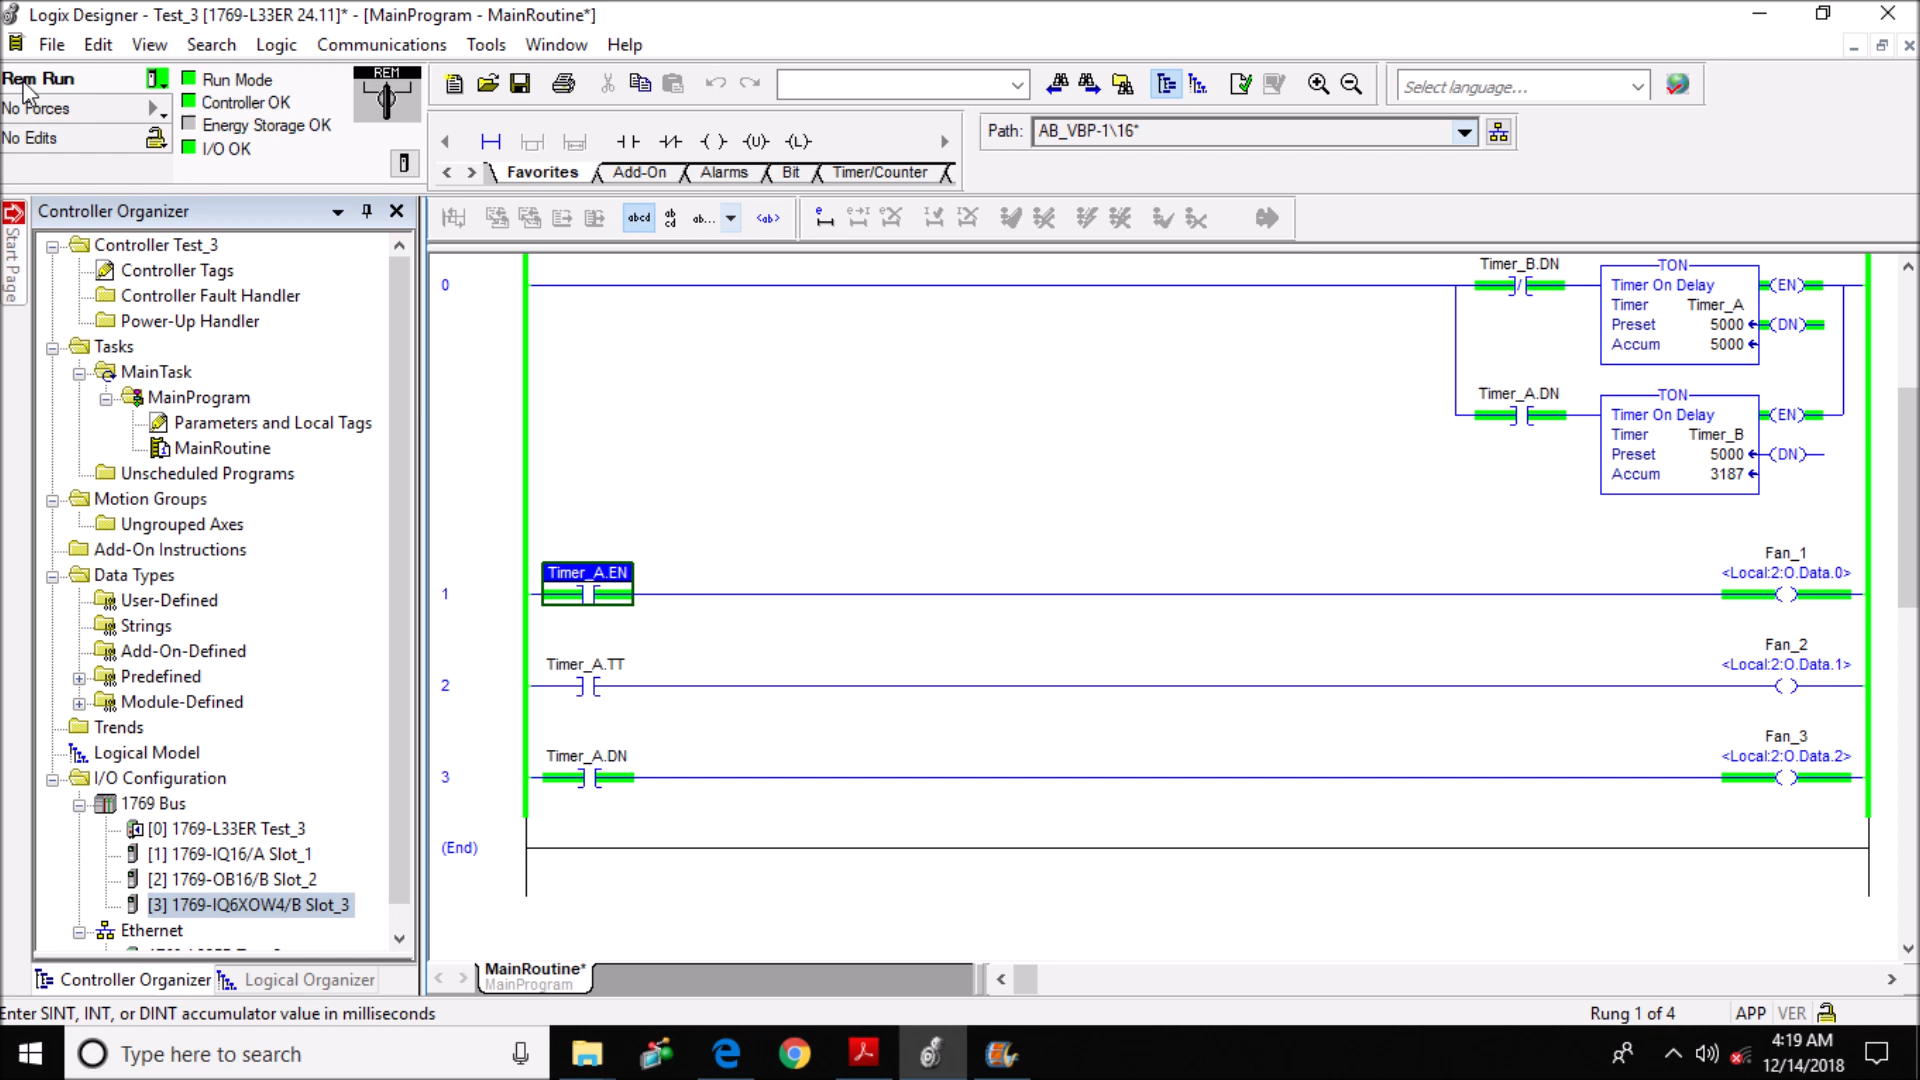 Logix Designer - Test_3 [1769-L33ER 24.11]* - [MainProgram - MainRoutine*]
File Edit View Search Logic Communications Tools Window Help
Rem Run
No Forces
No Edits
Run Mode
Controller OK
Energy Storage OK
I/O OK
REM
Select language...
Path: AB_VBP-1\16*
Favorites Add-On Alarms Bit Timer/Counter
Start Page
Controller Organizer
Controller Test_3
Controller Tags
Controller Fault Handler
Power-Up Handler
Tasks
MainTask
MainProgram
Parameters and Local Tags
MainRoutine
Unscheduled Programs
Motion Groups
Ungrouped Axes
Add-On Instructions
Data Types
User-Defined
Strings
Add-On-Defined
Predefined
Module-Defined
Trends
Logical Model
I/O Configuration
1769 Bus
[0] 1769-L33ER Test_3
[1] 1769-IQ16/A Slot_1
[2] 1769-OB16/B Slot_2
[3] 1769-IQ6XOW4/B Slot_3
Ethernet
Controller Organizer Logical Organizer
abcd
ab
cd
ab...
<ab>
0
Timer_B.DN
TON
Timer On Delay
Timer Timer_A
Preset 5000
Accum 5000
EN
DN
Timer_A.DN
TON
Timer On Delay
Timer Timer_B
Preset 5000
Accum 3187
EN
DN
1
Timer_A.EN
Fan_1
<Local:2:O.Data.0>
2
Timer_A.TT
Fan_2
<Local:2:O.Data.1>
3
Timer_A.DN
Fan_3
<Local:2:O.Data.2>
(End)
MainRoutine*
MainProgram
Enter SINT, INT, or DINT accumulator value in milliseconds
Rung 1 of 4
APP VER
Type here to search
4:19 AM
12/14/2018